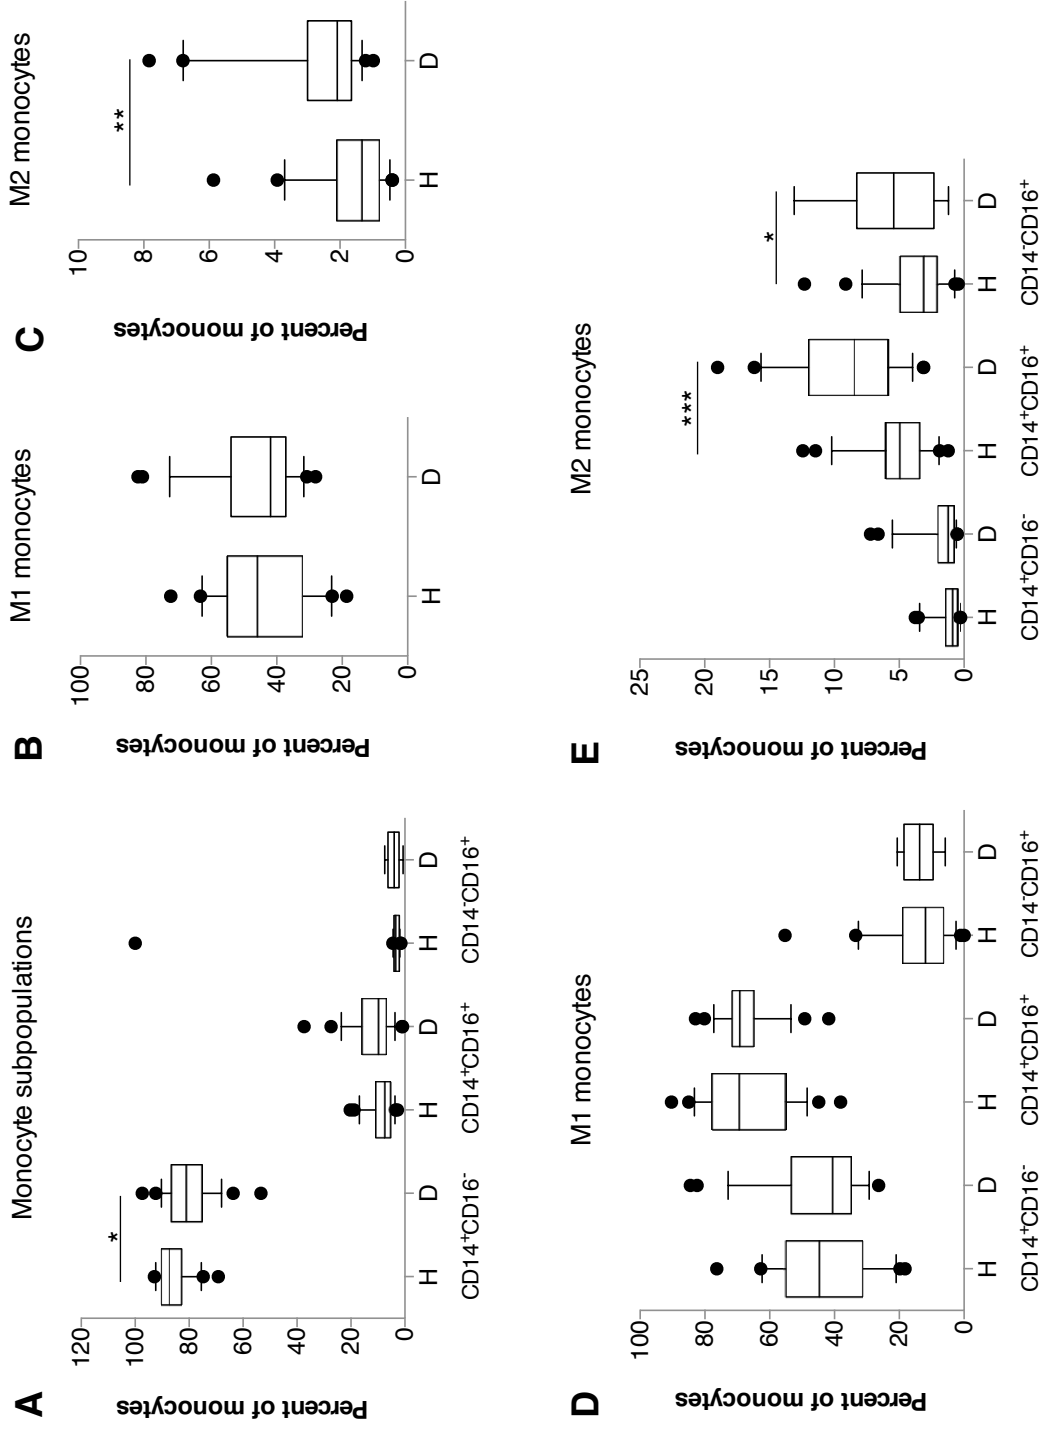 A
Monocyte subpopulations
Percent of monocytes
120
100
80
60
40
20
0
*
H
D
H
D
H
D
CD14⁺CD16⁻
CD14⁺CD16⁺
CD14⁻CD16⁺
B
M1 monocytes
Percent of monocytes
100
80
60
40
20
0
H
D
C
M2 monocytes
Percent of monocytes
10
8
6
4
2
0
**
H
D
D
M1 monocytes
Percent of monocytes
100
80
60
40
20
0
H
D
H
D
H
D
CD14⁺CD16⁻
CD14⁺CD16⁺
CD14⁻CD16⁺
E
M2 monocytes
Percent of monocytes
25
20
15
10
5
0
***
*
H
D
H
D
H
D
CD14⁺CD16⁻
CD14⁺CD16⁺
CD14⁻CD16⁺